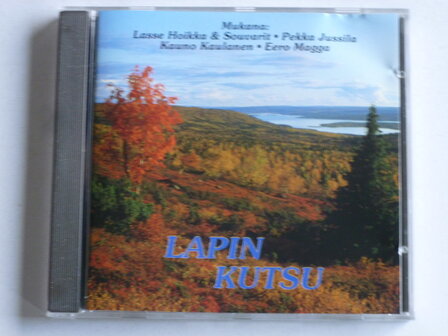 Mukana:
Lasse Hoikka & Souvarit • Pekka Jussila
Kauno Kaulanen • Eero Magga
LAPIN
KUTSU